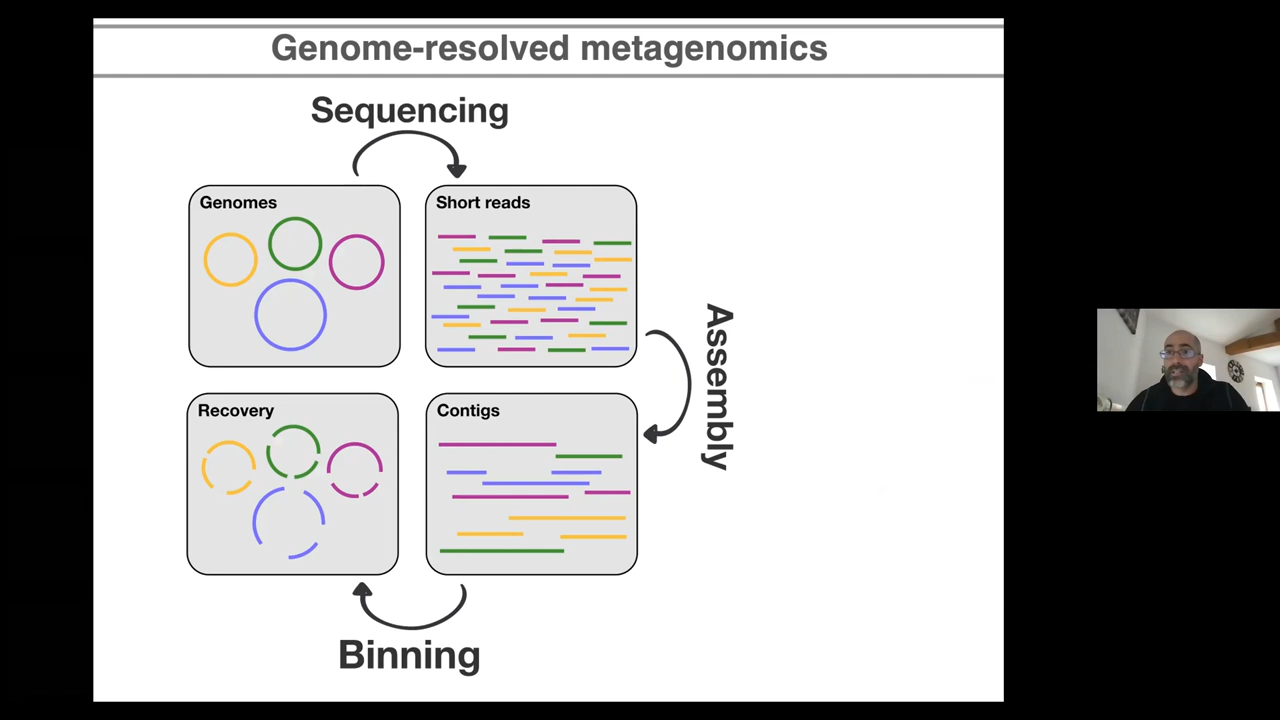 Genome-resolved metagenomics
Sequencing
Genomes
Short reads
Assembly
Recovery
Contigs
Binning